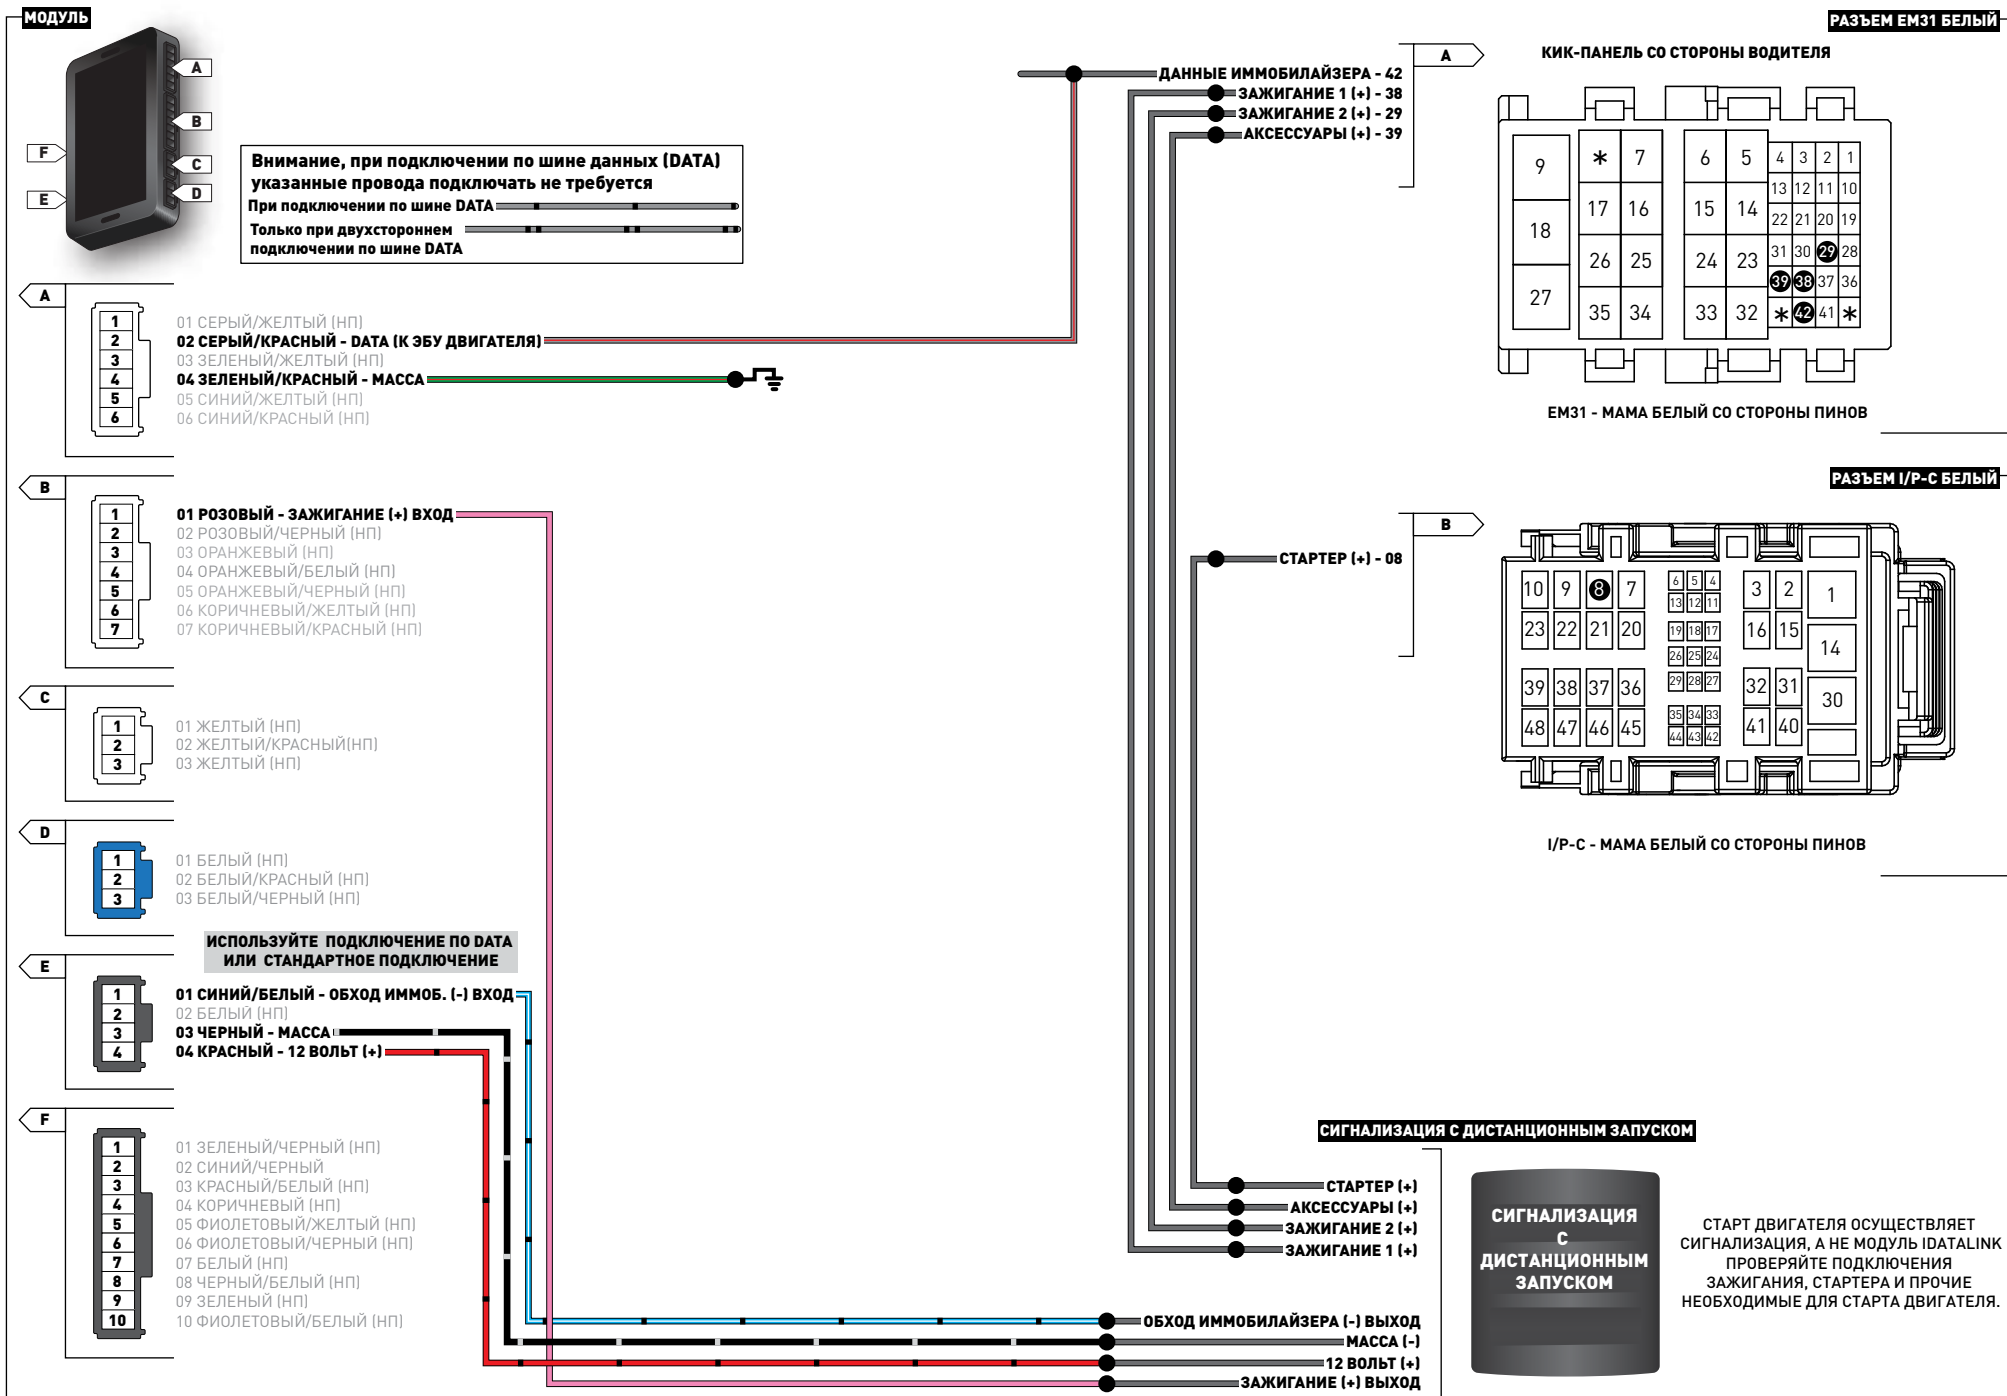 МОДУЛЬ
A
B
C
D
F
E
Внимание, при подключении по шине данных (DATA)
указанные провода подключать не требуется
При подключении по шине DATA
Только при двухстороннем
подключении по шине DATA
A
1
2
3
4
5
6
01 СЕРЫЙ/ЖЕЛТЫЙ (НП)
02 СЕРЫЙ/КРАСНЫЙ - DATA (К ЭБУ ДВИГАТЕЛЯ)
03 ЗЕЛЕНЫЙ/ЖЕЛТЫЙ (НП)
04 ЗЕЛЕНЫЙ/КРАСНЫЙ - МАССА
05 СИНИЙ/ЖЕЛТЫЙ (НП)
06 СИНИЙ/КРАСНЫЙ (НП)
B
1
2
3
4
5
6
7
01 РОЗОВЫЙ - ЗАЖИГАНИЕ (+) ВХОД
02 РОЗОВЫЙ/ЧЕРНЫЙ (НП)
03 ОРАНЖЕВЫЙ (НП)
04 ОРАНЖЕВЫЙ/БЕЛЫЙ (НП)
05 ОРАНЖЕВЫЙ/ЧЕРНЫЙ (НП)
06 КОРИЧНЕВЫЙ/ЖЕЛТЫЙ (НП)
07 КОРИЧНЕВЫЙ/КРАСНЫЙ (НП)
C
1
2
3
01 ЖЕЛТЫЙ (НП)
02 ЖЕЛТЫЙ/КРАСНЫЙ(НП)
03 ЖЕЛТЫЙ (НП)
D
1
2
3
01 БЕЛЫЙ (НП)
02 БЕЛЫЙ/КРАСНЫЙ (НП)
03 БЕЛЫЙ/ЧЕРНЫЙ (НП)
ИСПОЛЬЗУЙТЕ ПОДКЛЮЧЕНИЕ ПО DATA
ИЛИ СТАНДАРТНОЕ ПОДКЛЮЧЕНИЕ
E
1
2
3
4
01 СИНИЙ/БЕЛЫЙ - ОБХОД ИММОБ. (-) ВХОД
02 БЕЛЫЙ (НП)
03 ЧЕРНЫЙ - МАССА
04 КРАСНЫЙ - 12 ВОЛЬТ (+)
F
1
2
3
4
5
6
7
8
9
10
01 ЗЕЛЕНЫЙ/ЧЕРНЫЙ (НП)
02 СИНИЙ/ЧЕРНЫЙ
03 КРАСНЫЙ/БЕЛЫЙ (НП)
04 КОРИЧНЕВЫЙ (НП)
05 ФИОЛЕТОВЫЙ/ЖЕЛТЫЙ (НП)
06 ФИОЛЕТОВЫЙ/ЧЕРНЫЙ (НП)
07 БЕЛЫЙ (НП)
08 ЧЕРНЫЙ/БЕЛЫЙ (НП)
09 ЗЕЛЕНЫЙ (НП)
10 ФИОЛЕТОВЫЙ/БЕЛЫЙ (НП)
РАЗЪЕМ EM31 БЕЛЫЙ
A
КИК-ПАНЕЛЬ СО СТОРОНЫ ВОДИТЕЛЯ
ДАННЫЕ ИММОБИЛАЙЗЕРА - 42
ЗАЖИГАНИЕ 1 (+) - 38
ЗАЖИГАНИЕ 2 (+) - 29
АКСЕССУАРЫ (+) - 39
9 * 7 6 5 4 3 2 1
18 17 16 15 14 13 12 11 10
22 21 20 19
27 26 25 24 23 31 30 29 28
39 38 37 36
35 34 33 32 * 42 41 *
EM31 - МАМА БЕЛЫЙ СО СТОРОНЫ ПИНОВ
РАЗЪЕМ I/P-C БЕЛЫЙ
B
СТАРТЕР (+) - 08
10 9 8 7 6 5 4 3 2 1
13 12 11
23 22 21 20 19 18 17 16 15 14
26 25 24
39 38 37 36 29 28 27 32 31 30
35 34 33
48 47 46 45 44 43 42 41 40
I/P-C - МАМА БЕЛЫЙ СО СТОРОНЫ ПИНОВ
СИГНАЛИЗАЦИЯ С ДИСТАНЦИОННЫМ ЗАПУСКОМ
СТАРТЕР (+)
АКСЕССУАРЫ (+)
ЗАЖИГАНИЕ 2 (+)
ЗАЖИГАНИЕ 1 (+)
ОБХОД ИММОБИЛАЙЗЕРА (-) ВЫХОД
МАССА (-)
12 ВОЛЬТ (+)
ЗАЖИГАНИЕ (+) ВЫХОД
СИГНАЛИЗАЦИЯ
С
ДИСТАНЦИОННЫМ
ЗАПУСКОМ
СТАРТ ДВИГАТЕЛЯ ОСУЩЕСТВЛЯЕТ
СИГНАЛИЗАЦИЯ, А НЕ МОДУЛЬ IDATALINK
ПРОВЕРЯЙТЕ ПОДКЛЮЧЕНИЯ
ЗАЖИГАНИЯ, СТАРТЕРА И ПРОЧИЕ
НЕОБХОДИМЫЕ ДЛЯ СТАРТА ДВИГАТЕЛЯ.